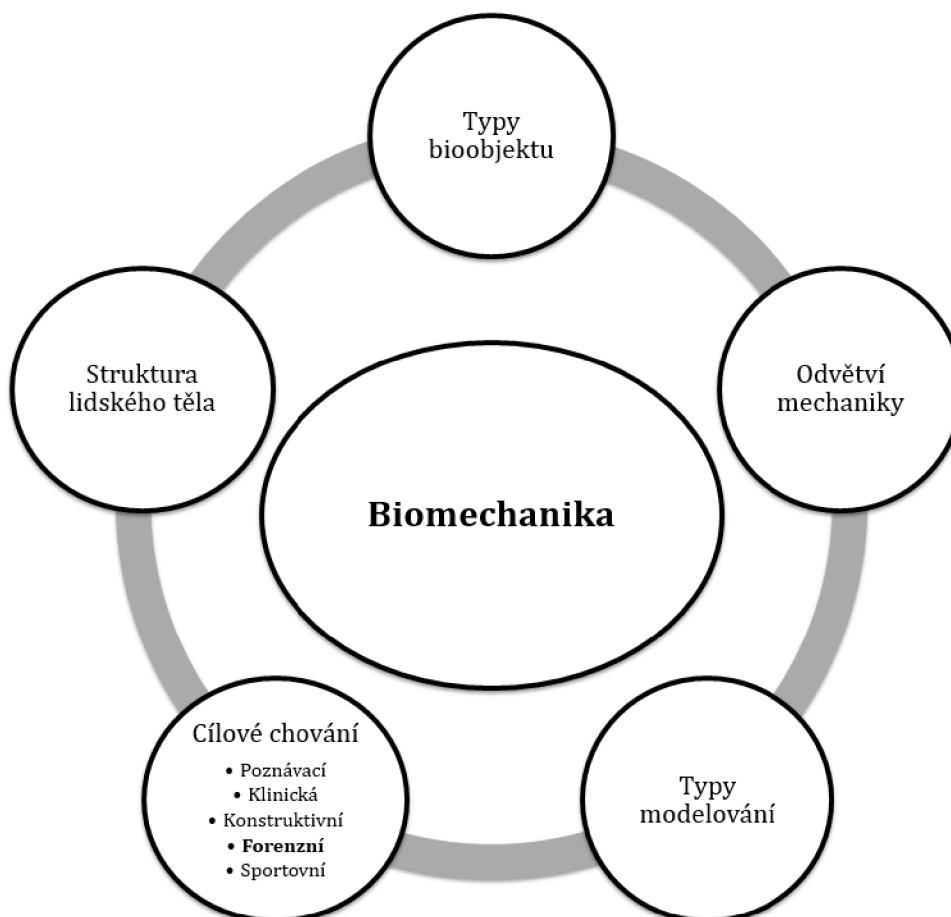 Typy
bioobjektu
Struktura
lidského těla
Odvětví
mechaniky
Biomechanika
Cílové chování
• Poznávací
• Klinická
• Konstruktivní
• Forenzní
• Sportovní
Typy
modelování